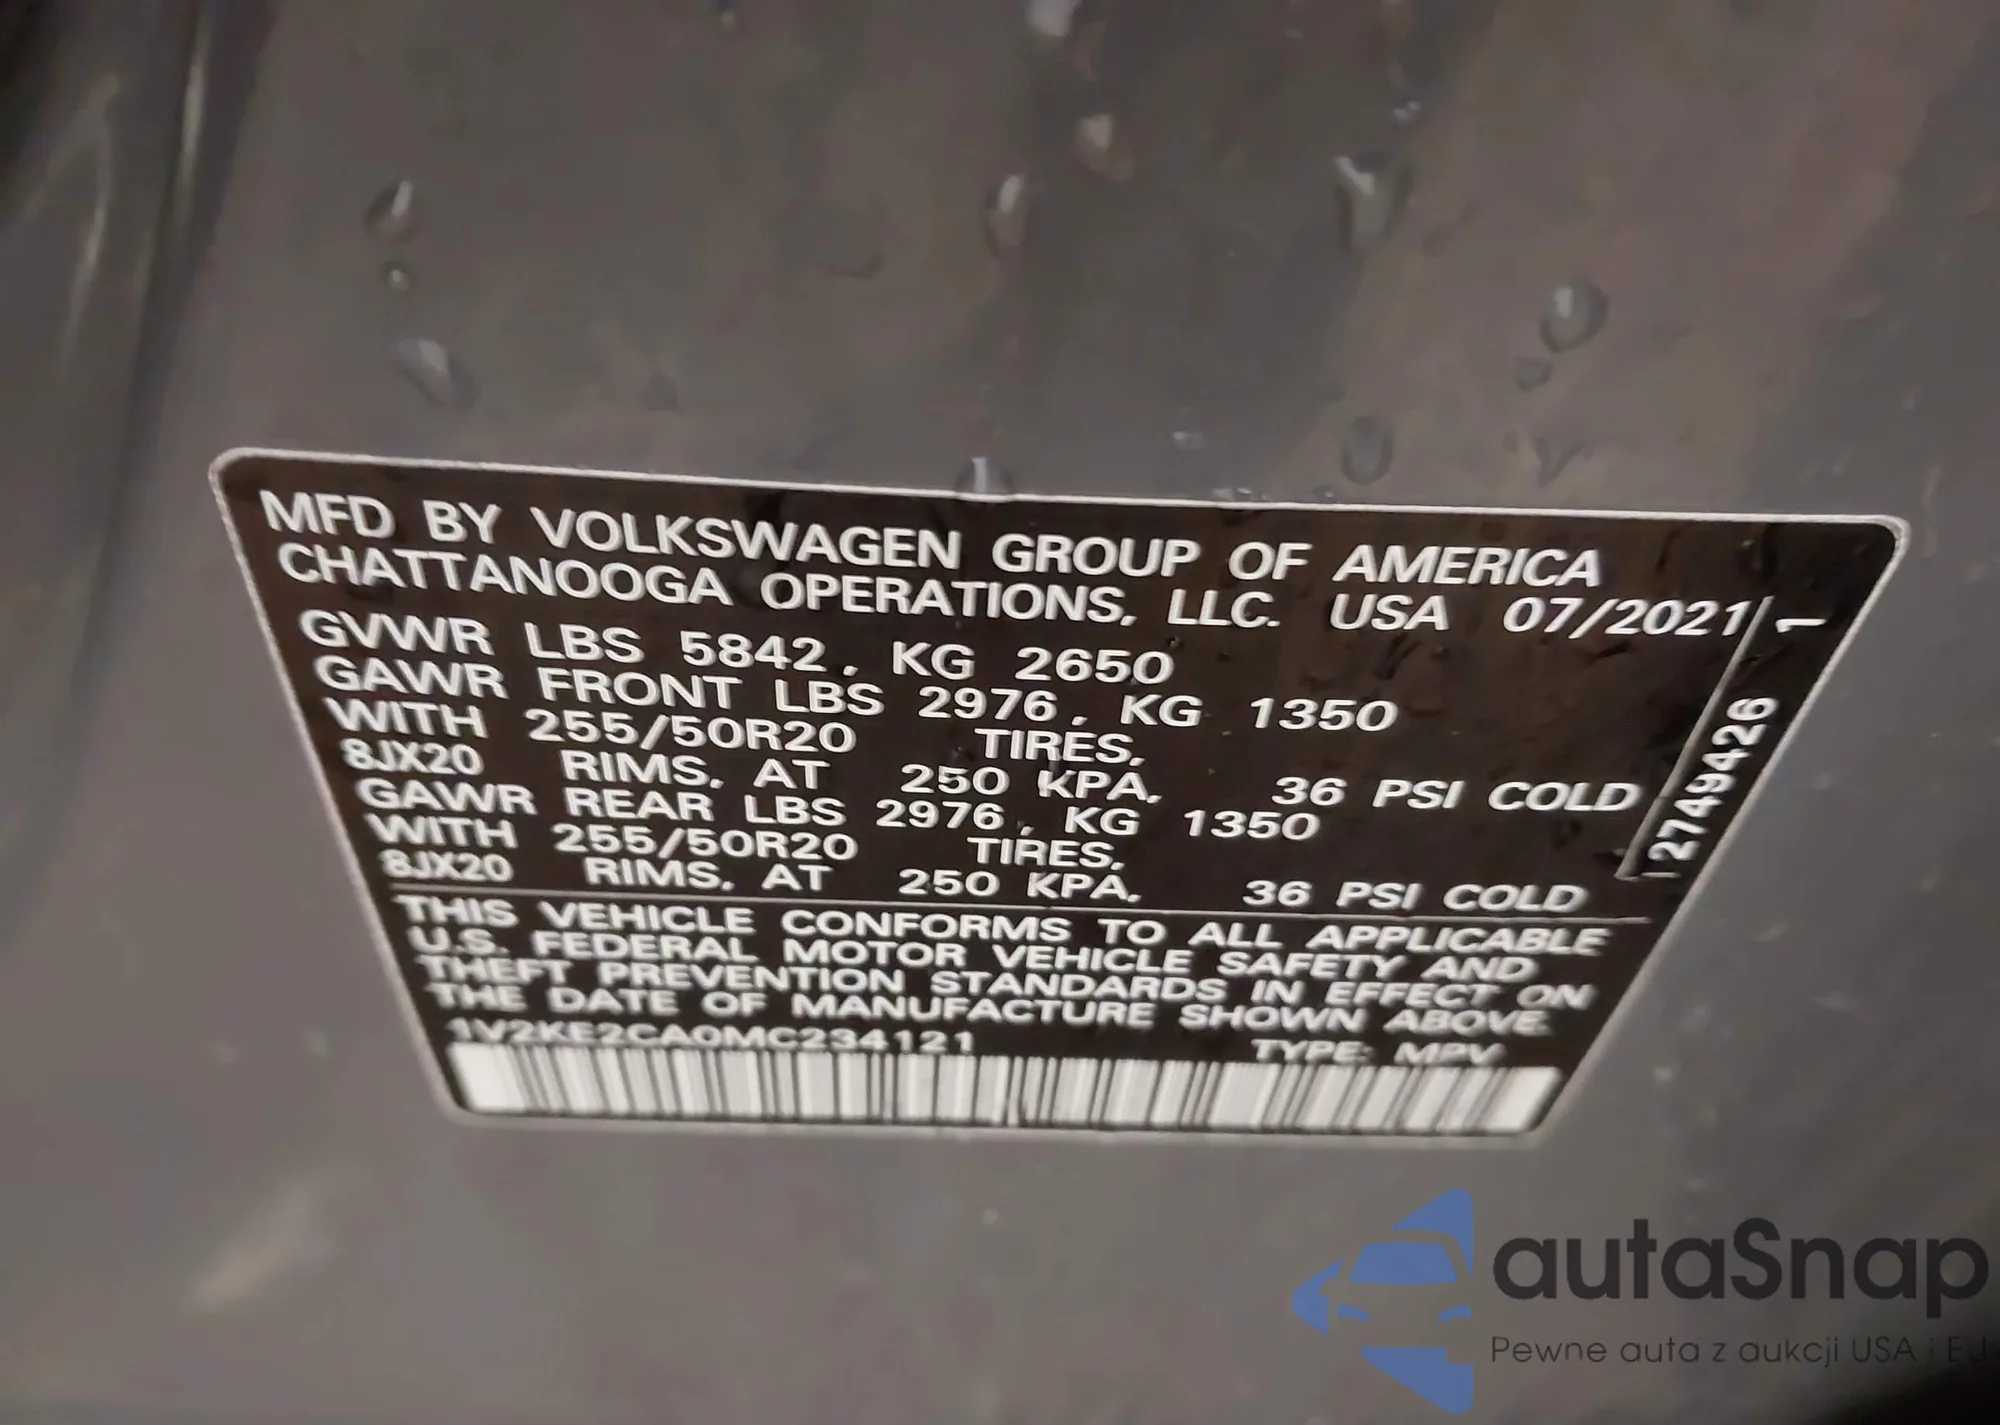 MFD BY VOLKSWAGEN GROUP OF AMERICA
CHATTANOOGA OPERATIONS, LLC. USA 07/2021
GVWR LBS 5842, KG 2650
GAWR FRONT LBS 2976, KG 1350
WITH 255/50R20 TIRES,
8JX20 RIMS, AT 250 KPA, 36 PSI COLD
GAWR REAR LBS 2976, KG 1350
WITH 255/50R20 TIRES,
8JX20 RIMS, AT 250 KPA, 36 PSI COLD
THIS VEHICLE CONFORMS TO ALL APPLICABLE
U.S. FEDERAL MOTOR VEHICLE SAFETY AND
THEFT PREVENTION STANDARDS IN EFFECT ON
THE DATE OF MANUFACTURE SHOWN ABOVE.
1V2KE2CA0MC234121 TYPE: MPV
12749426 1
autaSnap
Pewne auta z aukcji USA i EU